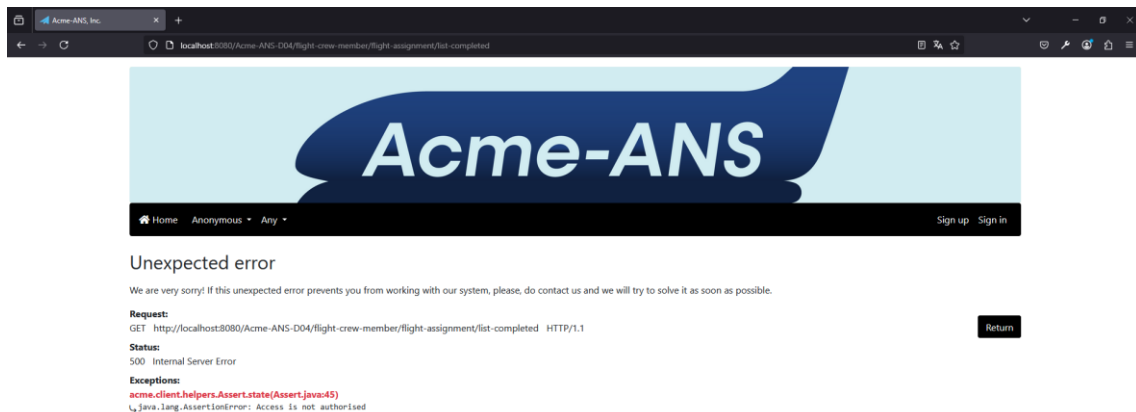 Acme-ANS, Inc.
localhost:8080/Acme-ANS-D04/flight-crew-member/flight-assignment/list-completed
Acme-ANS
Home Anonymous Any Sign up Sign in
Unexpected error
We are very sorry! If this unexpected error prevents you from working with our system, please, do contact us and we will try to solve it as soon as possible.
Request:
GET http://localhost:8080/Acme-ANS-D04/flight-crew-member/flight-assignment/list-completed HTTP/1.1
Return
Status:
500 Internal Server Error
Exceptions:
acme.client.helpers.Assert.state(Assert.java:45)
java.lang.AssertionError: Access is not authorised